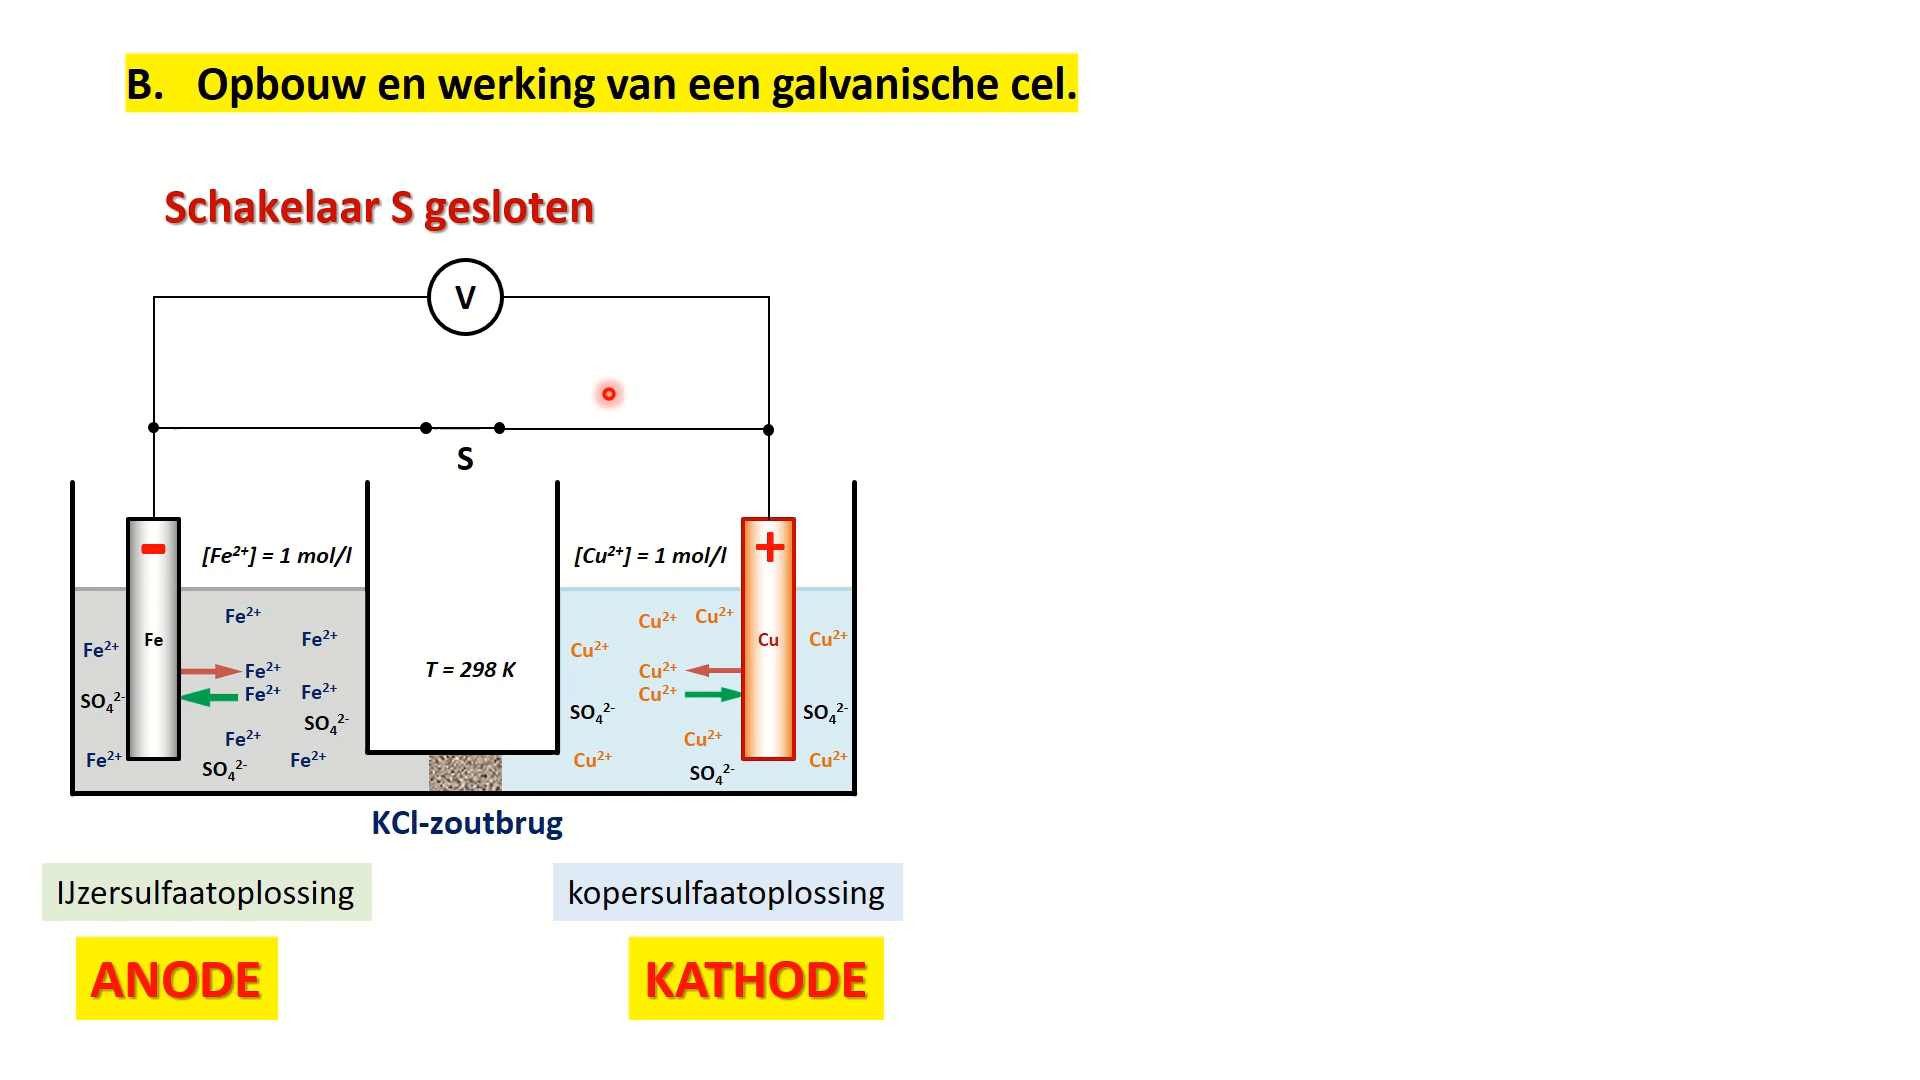 B. Opbouw en werking van een galvanische cel.
Schakelaar S gesloten
V
S
−
+
[Fe²⁺] = 1 mol/l
[Cu²⁺] = 1 mol/l
Fe²⁺
Cu²⁺ Cu²⁺
Fe²⁺ Fe Fe²⁺
Cu²⁺ Cu Cu²⁺
Fe²⁺
T = 298 K
Cu²⁺
Fe²⁺ Fe²⁺
Cu²⁺
SO₄²⁻ SO₄²⁻
SO₄²⁻ SO₄²⁻
Fe²⁺
Cu²⁺
Fe²⁺ SO₄²⁻ Fe²⁺
Cu²⁺ SO₄²⁻ Cu²⁺
KCl-zoutbrug
IJzersulfaatoplossing
kopersulfaatoplossing
ANODE
KATHODE